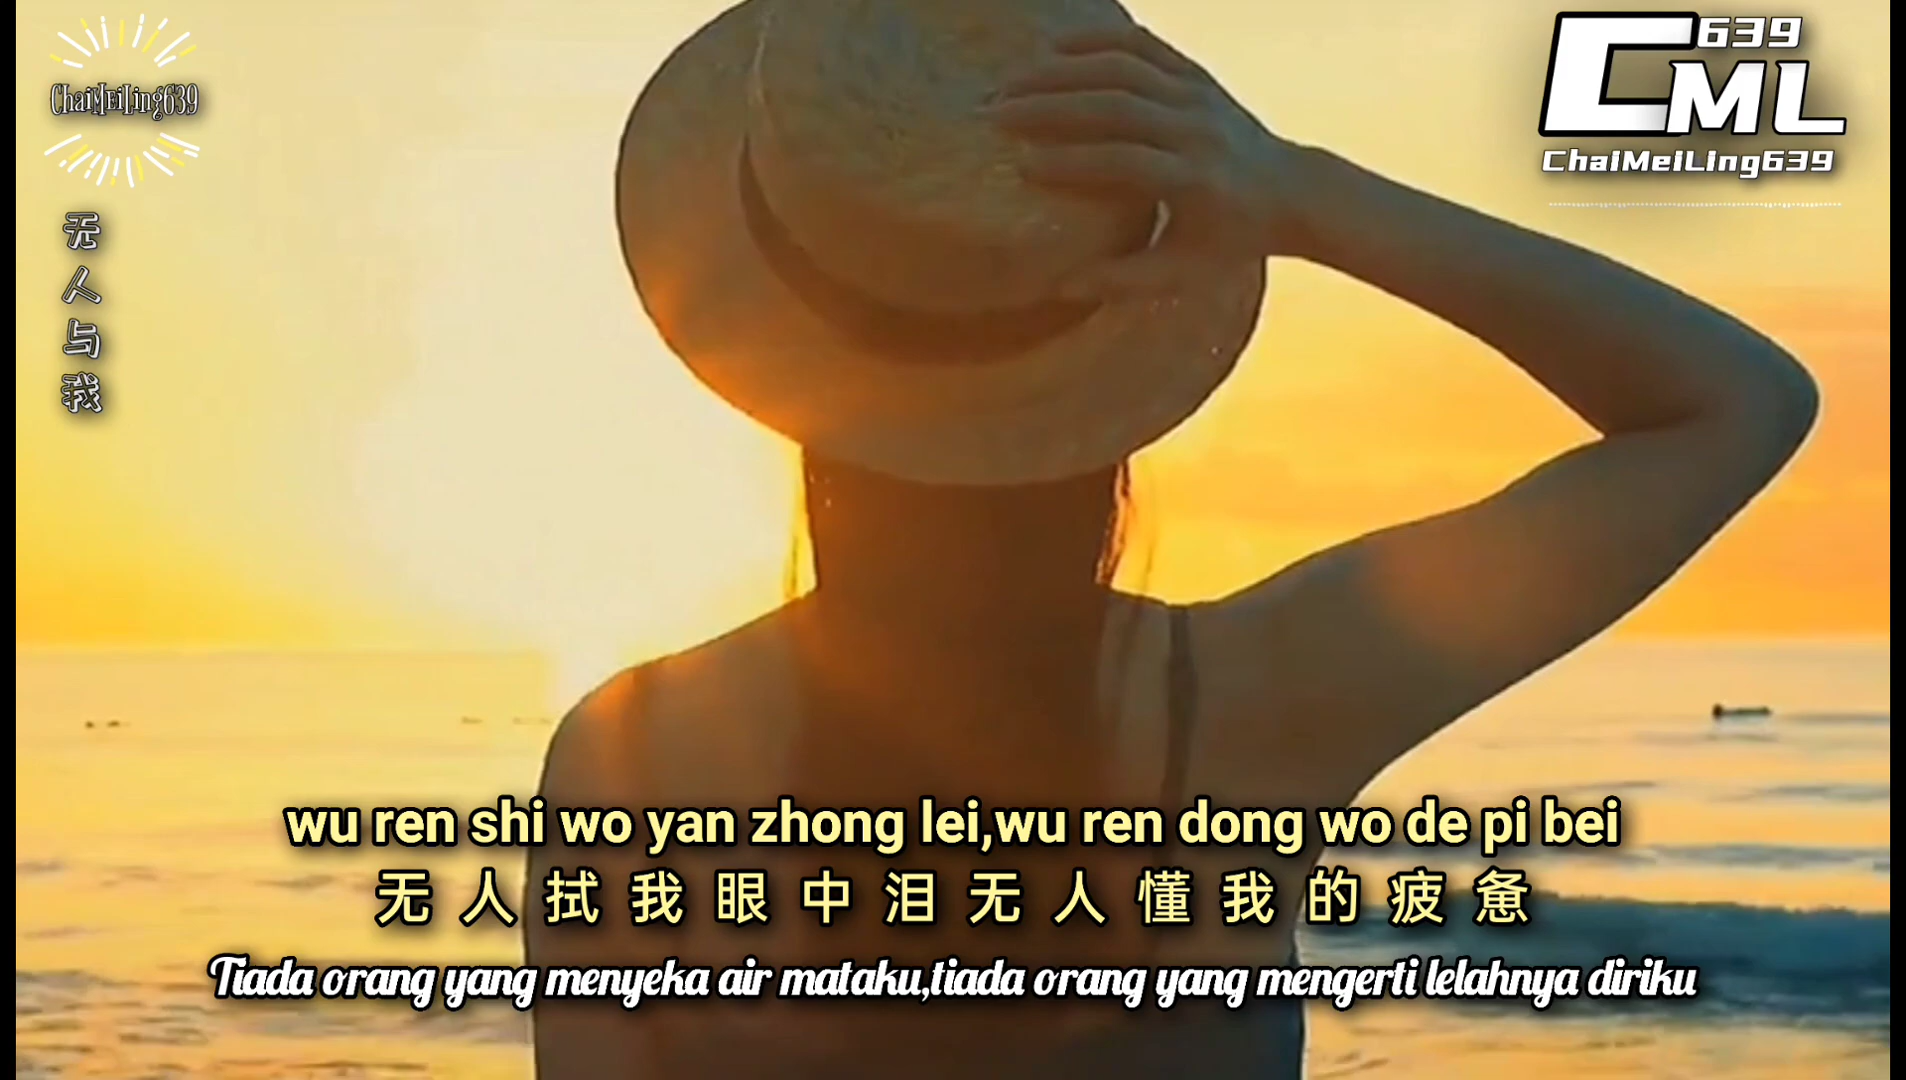 ChaiMEiLing639
无人与我
639
CML
ChaiMeiLing639
wu ren shi wo yan zhong lei,wu ren dong wo de pi bei
无人拭我眼中泪无人懂我的疲惫
Tiada orang yang menyeka air mataku,tiada orang yang mengerti lelahnya diriku